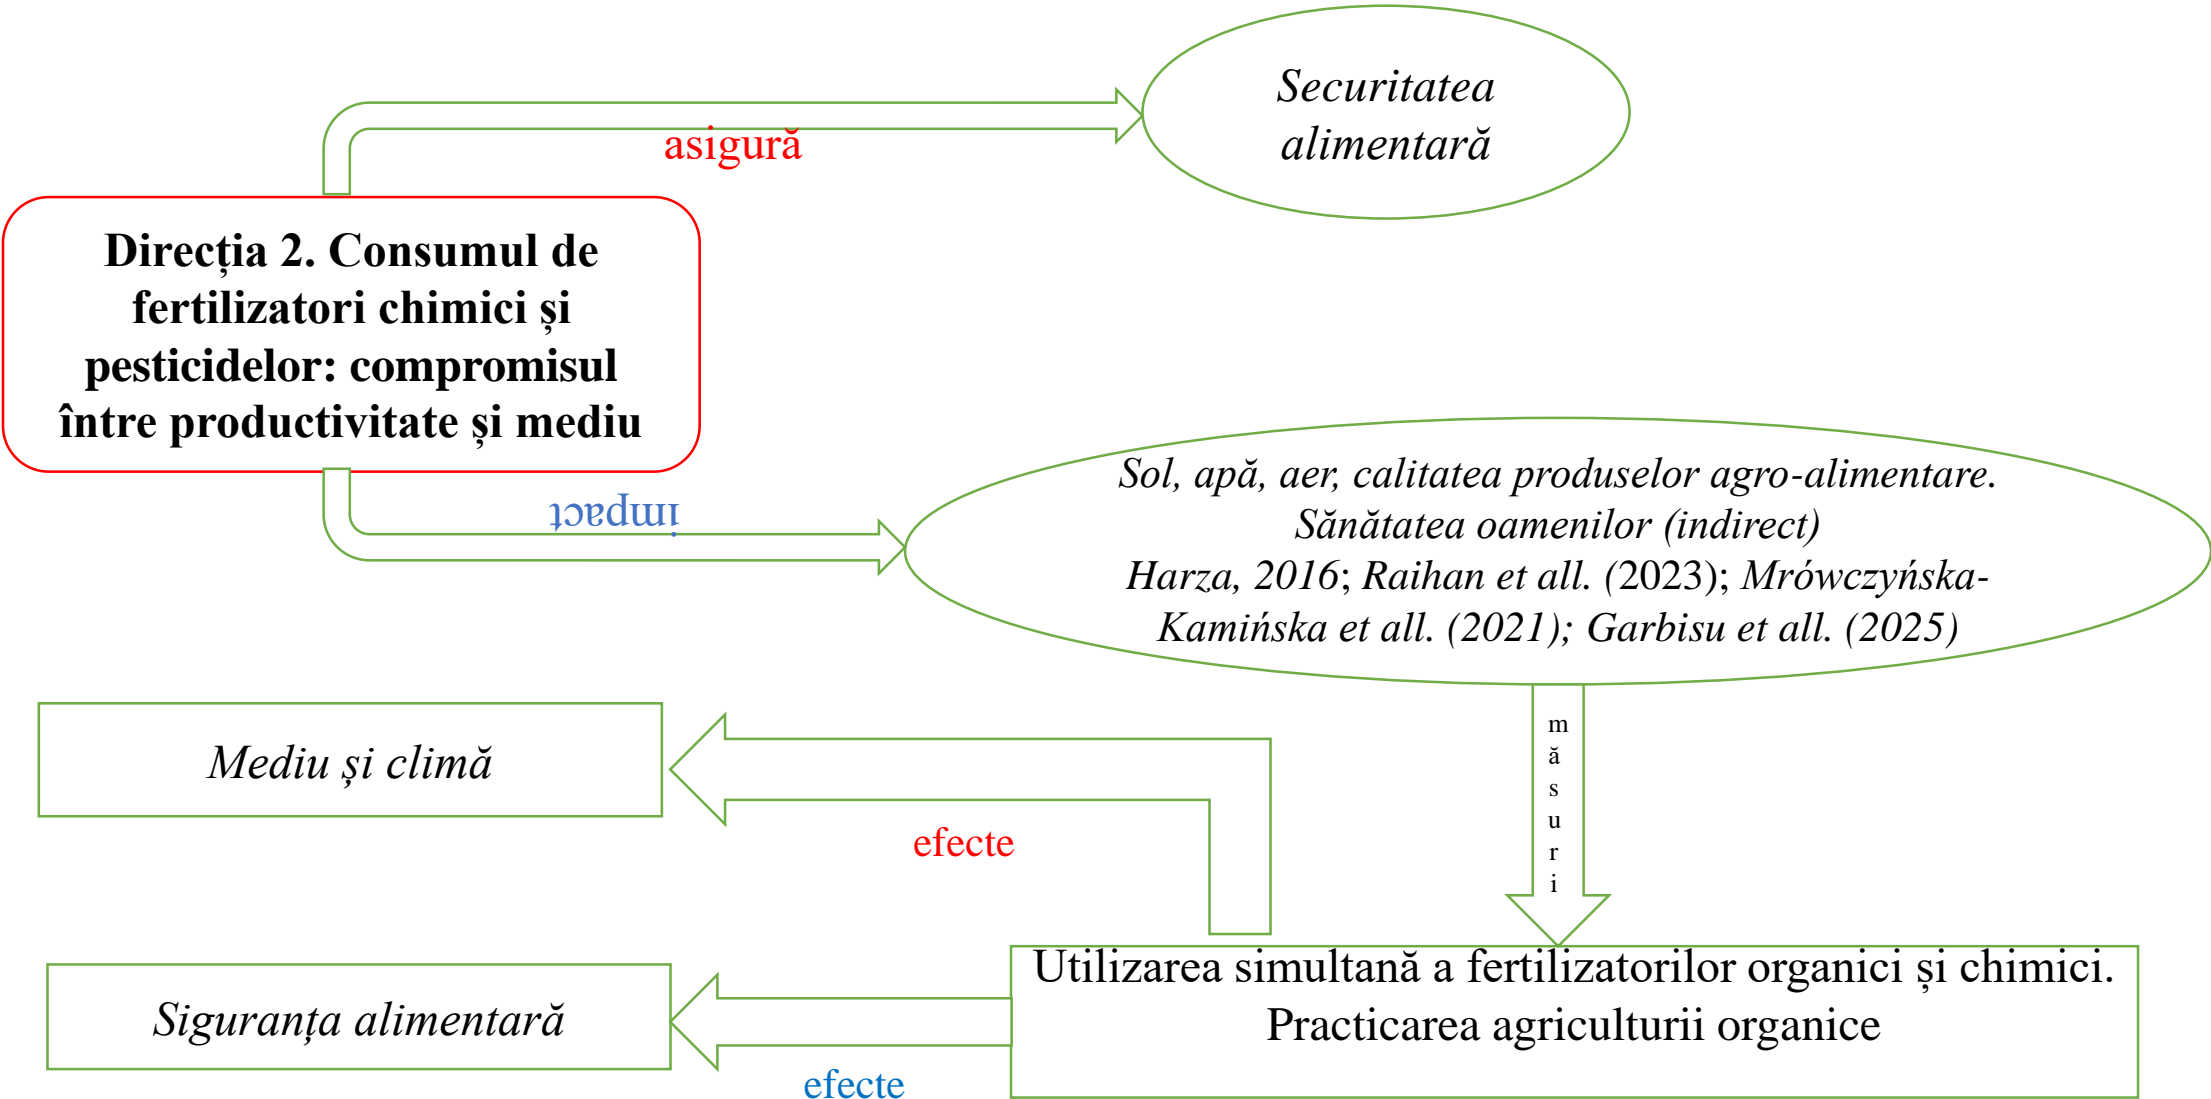 Securitatea
alimentară
asigură
Direcția 2. Consumul de
fertilizatori chimici și
pesticidelor: compromisul
între productivitate și mediu
impact
Sol, apă, aer, calitatea produselor agro-alimentare.
Sănătatea oamenilor (indirect)
Harza, 2016; Raihan et all. (2023); Mrówczyńska-
Kamińska et all. (2021); Garbisu et all. (2025)
măsuri
Mediu și climă
efecte
Utilizarea simultană a fertilizatorilor organici și chimici.
Practicarea agriculturii organice
Siguranța alimentară
efecte